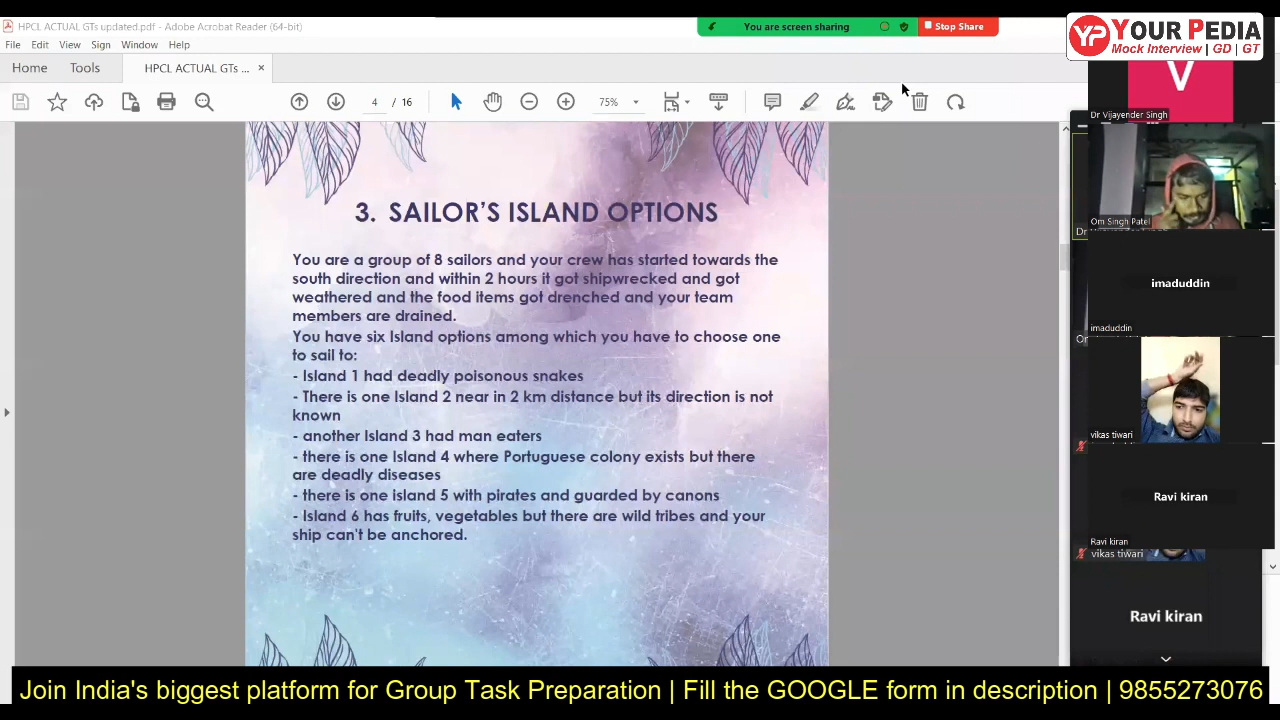 HPCL ACTUAL GTs updated.pdf - Adobe Acrobat Reader (64-bit)
You are screen sharing
Stop Share
YOUR PEDIA
YP
Mock Interview | GD | GT
File Edit View Sign Window Help
Home Tools HPCL ACTUAL GTs ... ×
4 / 16
75%
V
Dr Vijayender Singh
3. SAILOR'S ISLAND OPTIONS
You are a group of 8 sailors and your crew has started towards the
south direction and within 2 hours it got shipwrecked and got
weathered and the food items got drenched and your team
members are drained.
You have six Island options among which you have to choose one
to sail to:
- Island 1 had deadly poisonous snakes
- There is one Island 2 near in 2 km distance but its direction is not
known
- another Island 3 had man eaters
- there is one Island 4 where Portuguese colony exists but there
are deadly diseases
- there is one island 5 with pirates and guarded by canons
- Island 6 has fruits, vegetables but there are wild tribes and your
ship can't be anchored.
Om Singh Patel
imaduddin
imaduddin
vikas tiwari
Ravi kiran
Ravi kiran
vikas tiwari
Ravi kiran
Join India's biggest platform for Group Task Preparation | Fill the GOOGLE form in description | 9855273076